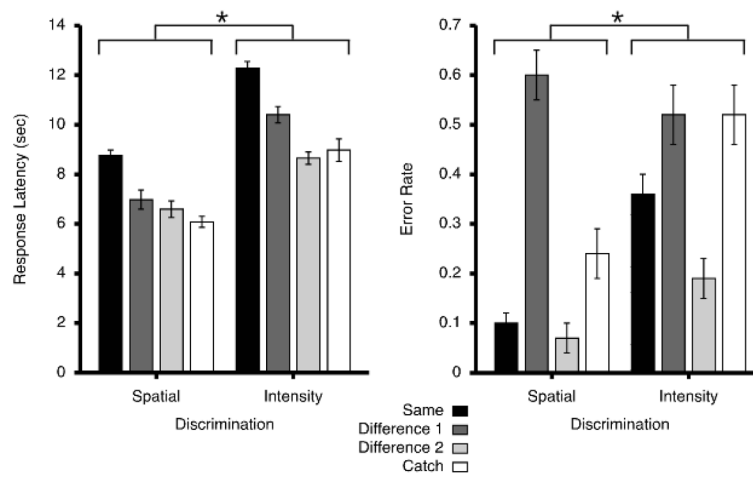 *
*
14
12
10
8
6
4
2
0
Response Latency (sec)
Spatial
Intensity
Discrimination
0.7
0.6
0.5
0.4
0.3
0.2
0.1
0
Error Rate
Spatial
Intensity
Discrimination
Same
Difference 1
Difference 2
Catch